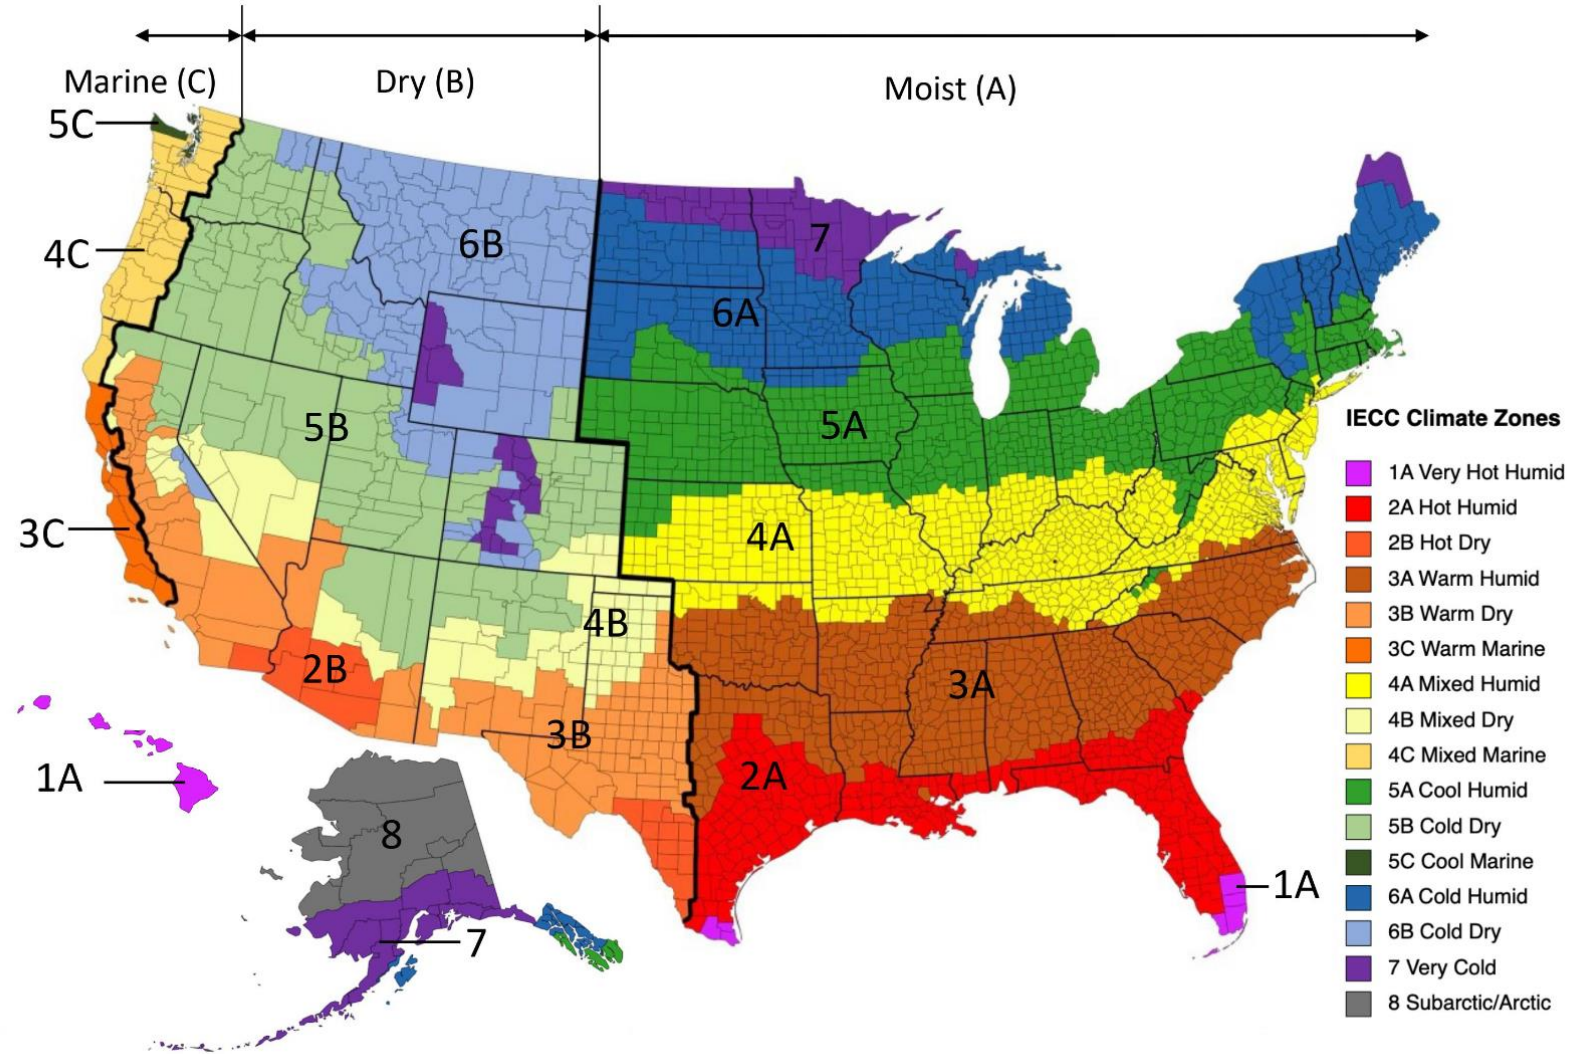 Marine (C)
Dry (B)
Moist (A)
5C
4C
6B
7
6A
5B
5A
3C
4A
4B
2B
3A
3B
2A
1A
8
7
1A
IECC Climate Zones
1A Very Hot Humid
2A Hot Humid
2B Hot Dry
3A Warm Humid
3B Warm Dry
3C Warm Marine
4A Mixed Humid
4B Mixed Dry
4C Mixed Marine
5A Cool Humid
5B Cold Dry
5C Cool Marine
6A Cold Humid
6B Cold Dry
7 Very Cold
8 Subarctic/Arctic